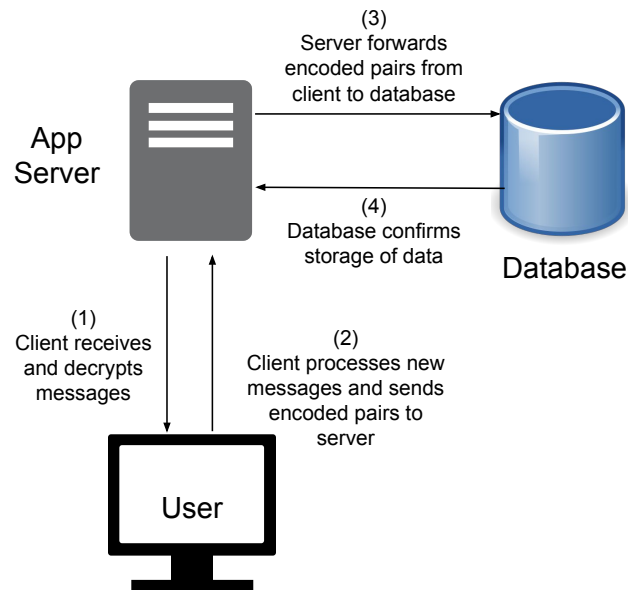 (3)
Server forwards
encoded pairs from
client to database
App
Server
(4)
Database confirms
storage of data
Database
(1)
Client receives
and decrypts
messages
(2)
Client processes new
messages and sends
encoded pairs to
server
User